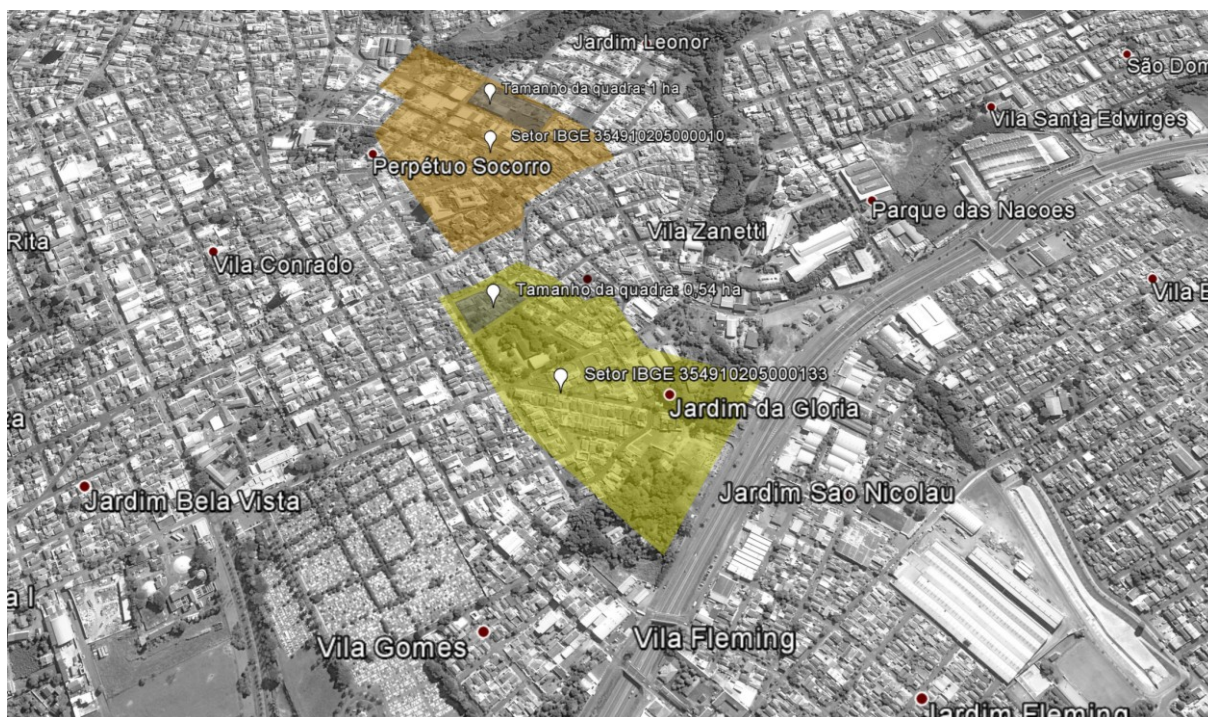 Jardim Leonor
São Dom
Tamanho da quadra: 1 ha
Vila Santa Edwirges
Setor IBGE 354910205000010
Perpétuo Socorro
Parque das Nacoes
Rita
Vila Zanetti
Vila Conrado
Tamanho da quadra: 0,54 ha
Vila E
Setor IBGE 354910205000133
Jardim da Gloria
za
Jardim Bela Vista
Jardim Sao Nicolau
a I
Vila Gomes
Vila Fleming
Jardim Fleming